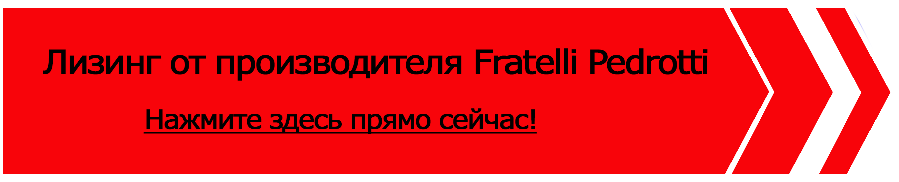 Лизинг от производителя Fratelli Pedrotti
Нажмите здесь прямо сейчас!